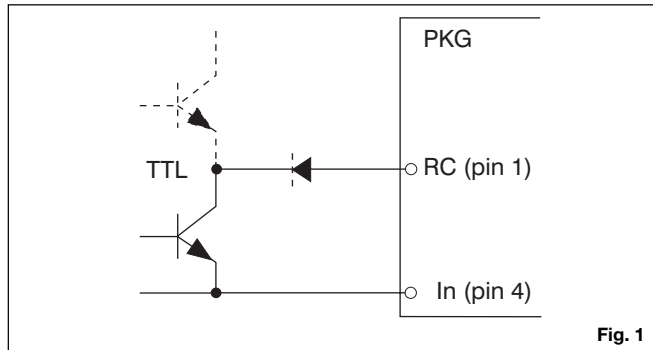 PKG
TTL
RC (pin 1)
In (pin 4)
Fig. 1